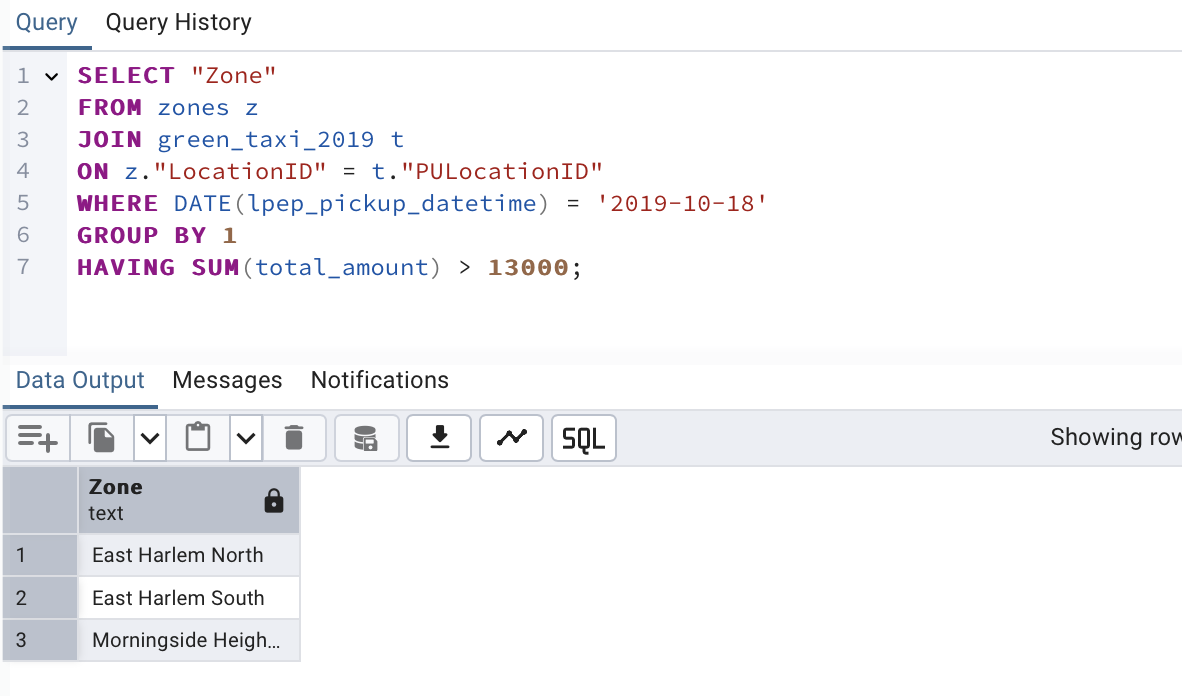 Query Query History
1 SELECT "Zone"
2 FROM zones z
3 JOIN green_taxi_2019 t
4 ON z."LocationID" = t."PULocationID"
5 WHERE DATE(lpep_pickup_datetime) = '2019-10-18'
6 GROUP BY 1
7 HAVING SUM(total_amount) > 13000;
Data Output Messages Notifications
SQL Showing row
Zone
text
1 East Harlem North
2 East Harlem South
3 Morningside Heigh...